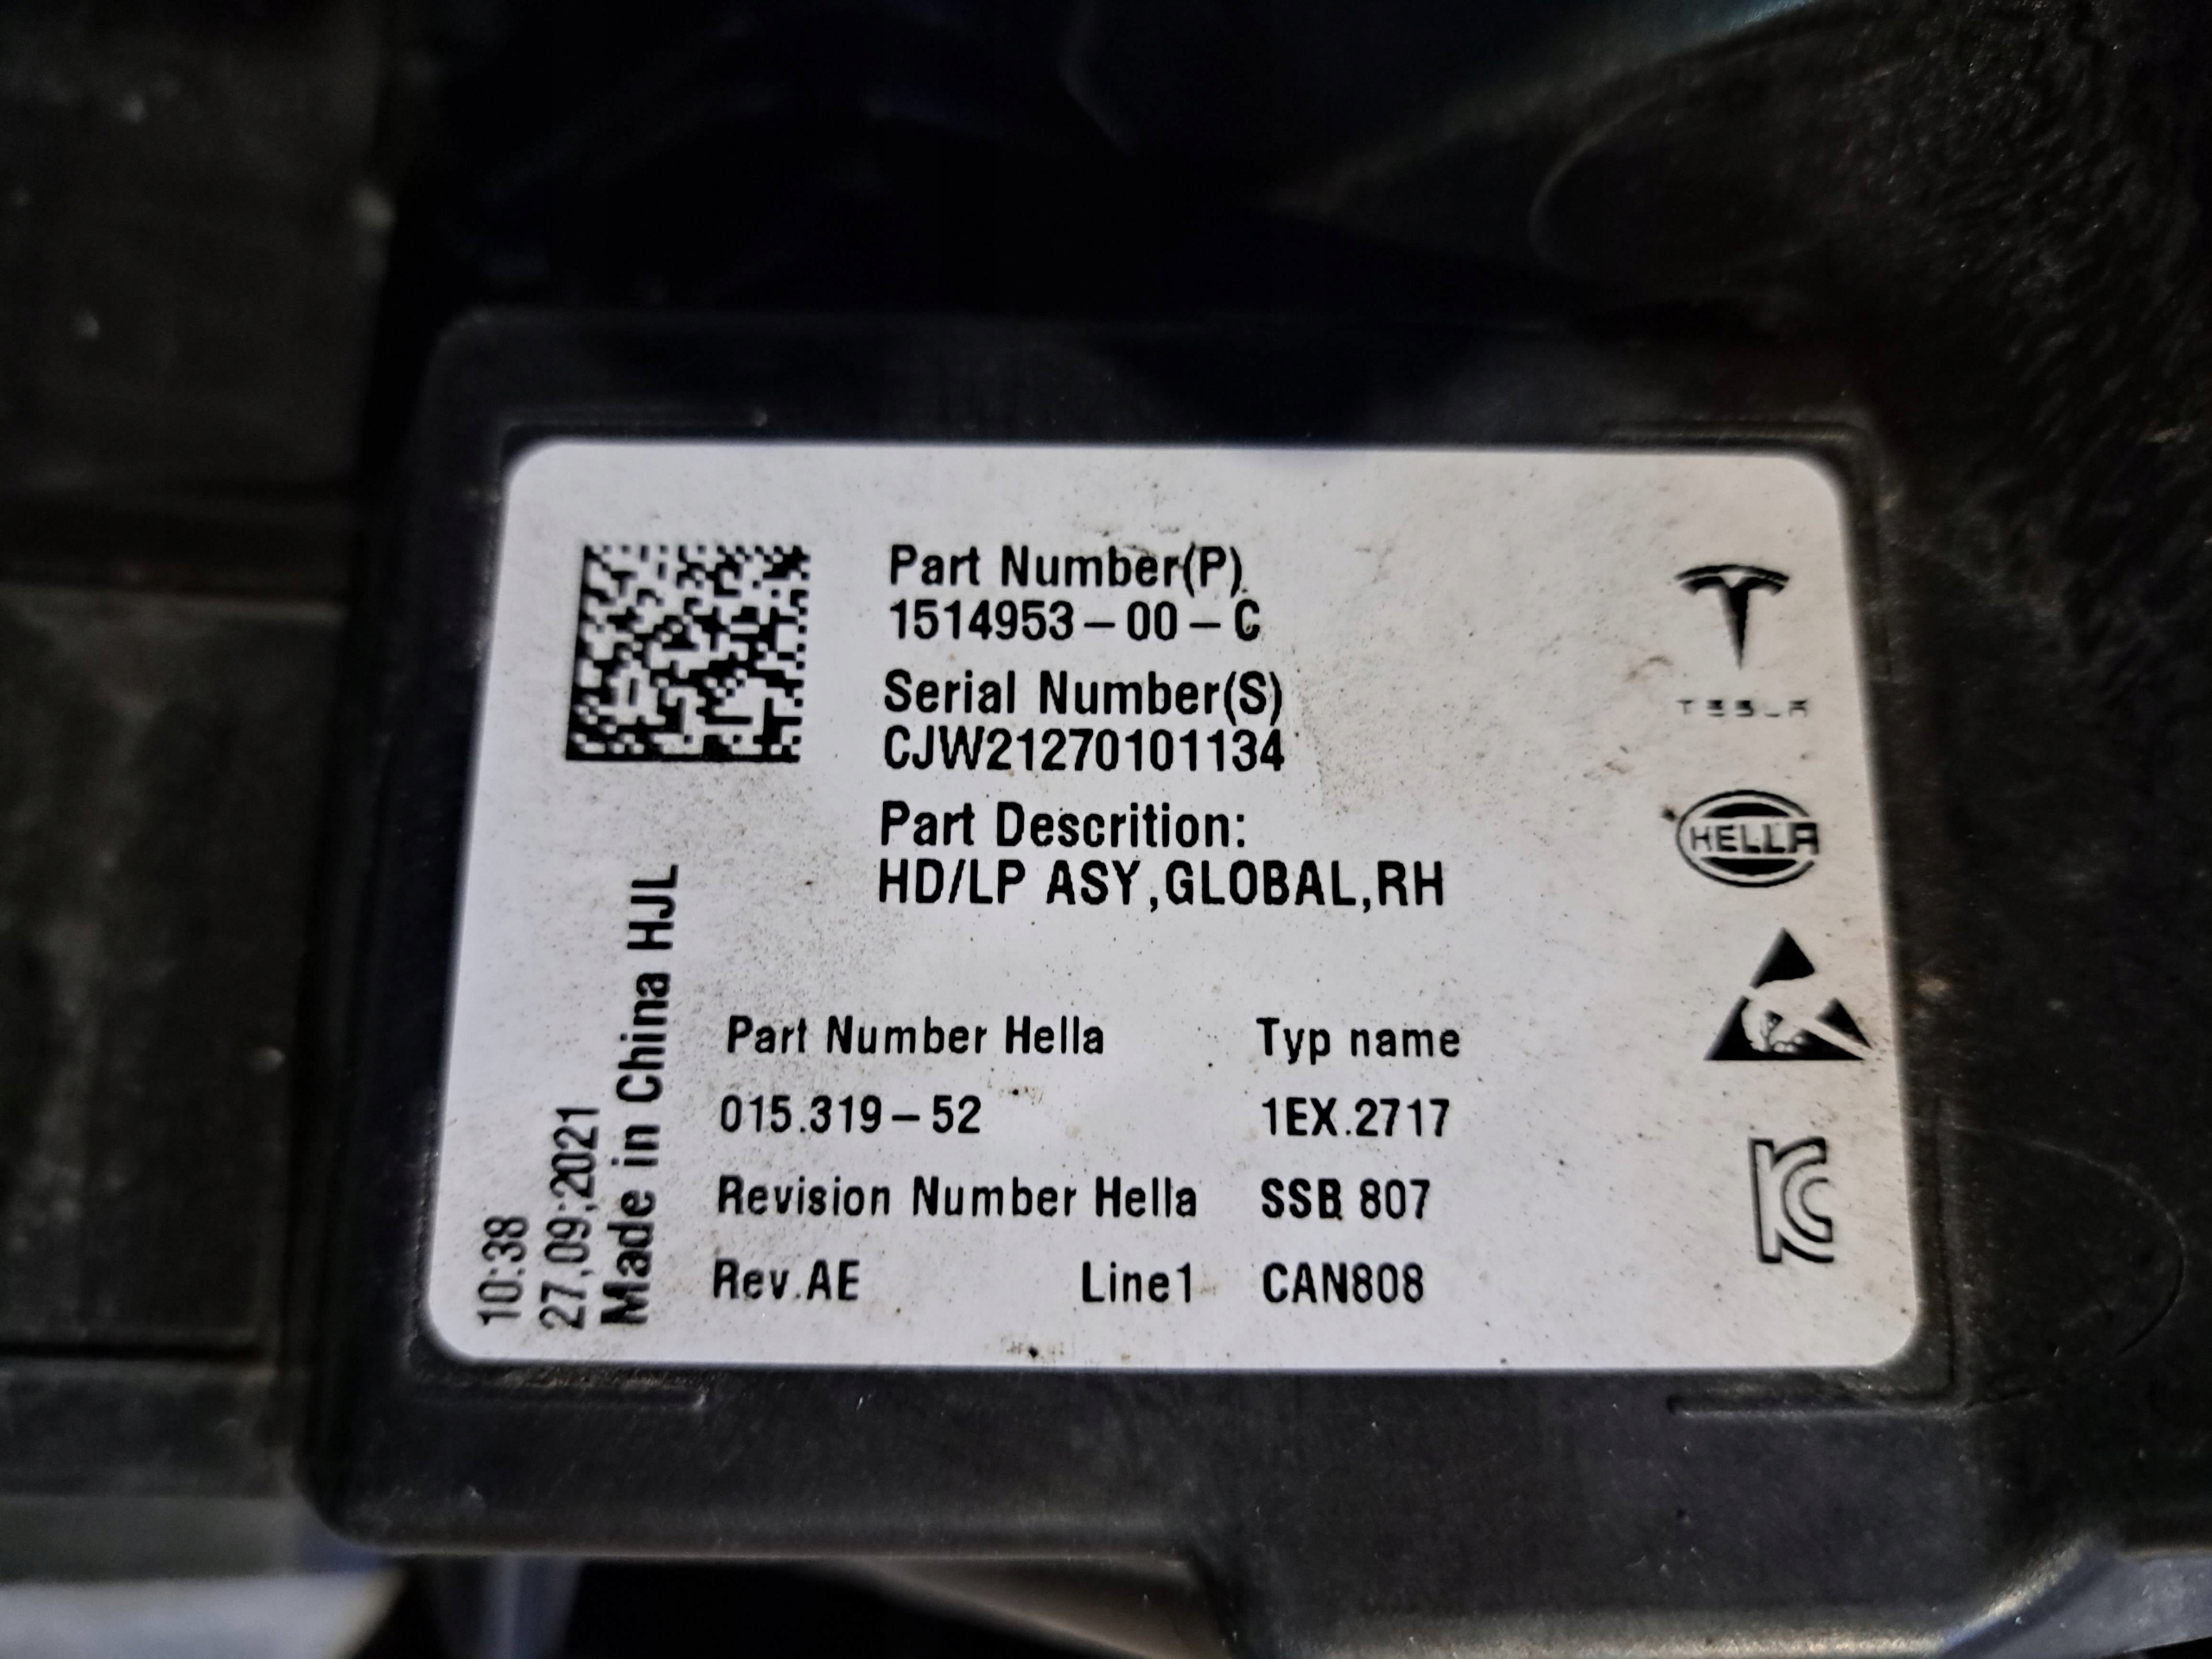 Part Number(P)
1514953-00-C
Serial Number(S)
CJW21270101134
Part Descrition:
HD/LP ASY,GLOBAL,RH
TESLA
HELLA
Part Number Hella
Typ name
015.319-52
1EX.2717
Revision Number Hella
SSB 807
Rev.AE
Line1
CAN808
10:38
27,09;2021
Made in China HJL